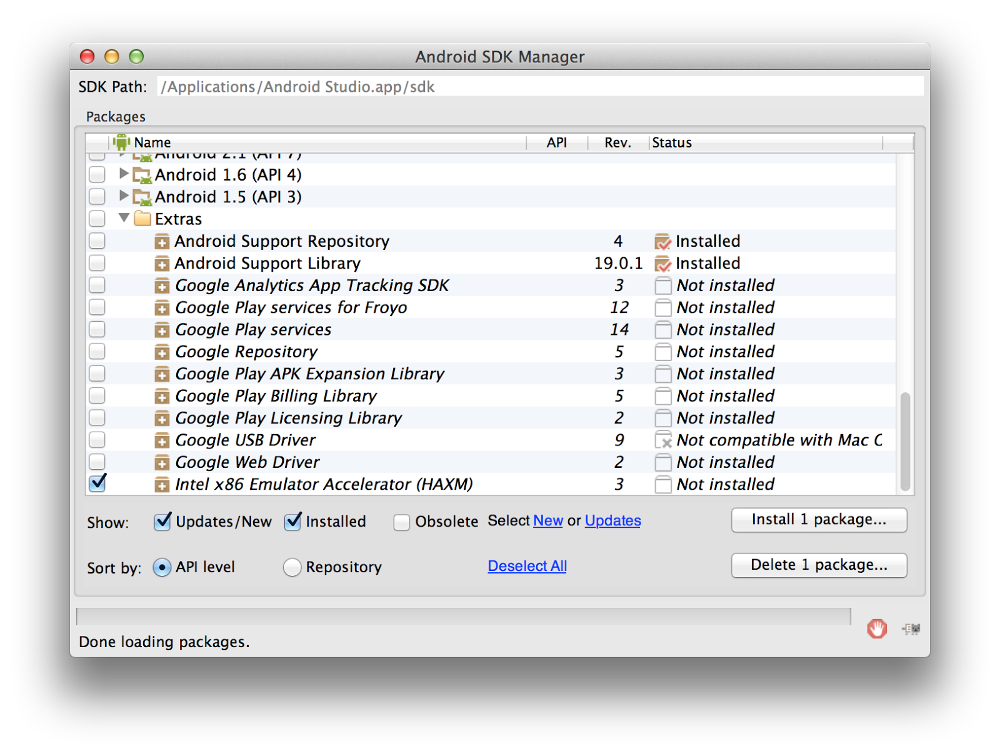 Android SDK Manager
SDK Path: /Applications/Android Studio.app/sdk
Packages
Name API Rev. Status
Android 2.1 (API 7)
Android 1.6 (API 4)
Android 1.5 (API 3)
Extras
Android Support Repository 4 Installed
Android Support Library 19.0.1 Installed
Google Analytics App Tracking SDK 3 Not installed
Google Play services for Froyo 12 Not installed
Google Play services 14 Not installed
Google Repository 5 Not installed
Google Play APK Expansion Library 3 Not installed
Google Play Billing Library 5 Not installed
Google Play Licensing Library 2 Not installed
Google USB Driver 9 Not compatible with Mac
Google Web Driver 2 Not installed
Intel x86 Emulator Accelerator (HAXM) 3 Not installed
Show: Updates/New Installed Obsolete Select New or Updates Install 1 package...
Sort by: API level Repository Deselect All Delete 1 package...
Done loading packages.